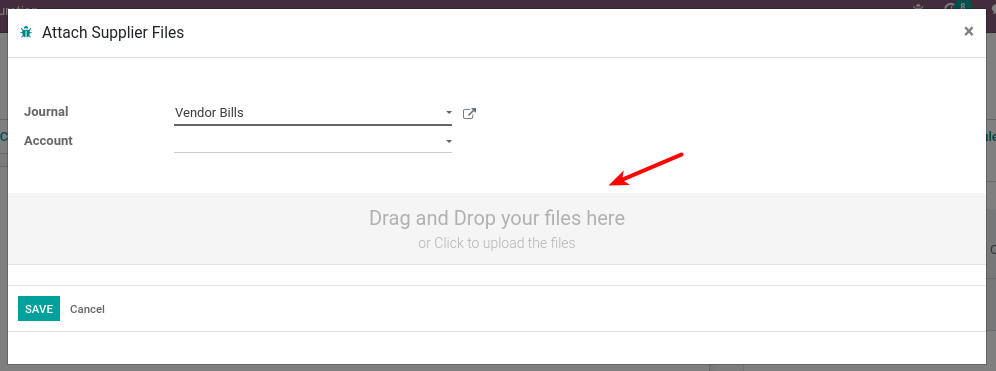 Attach Supplier Files
×
Journal
Vendor Bills
Account
Drag and Drop your files here
or Click to upload the files
SAVE
Cancel